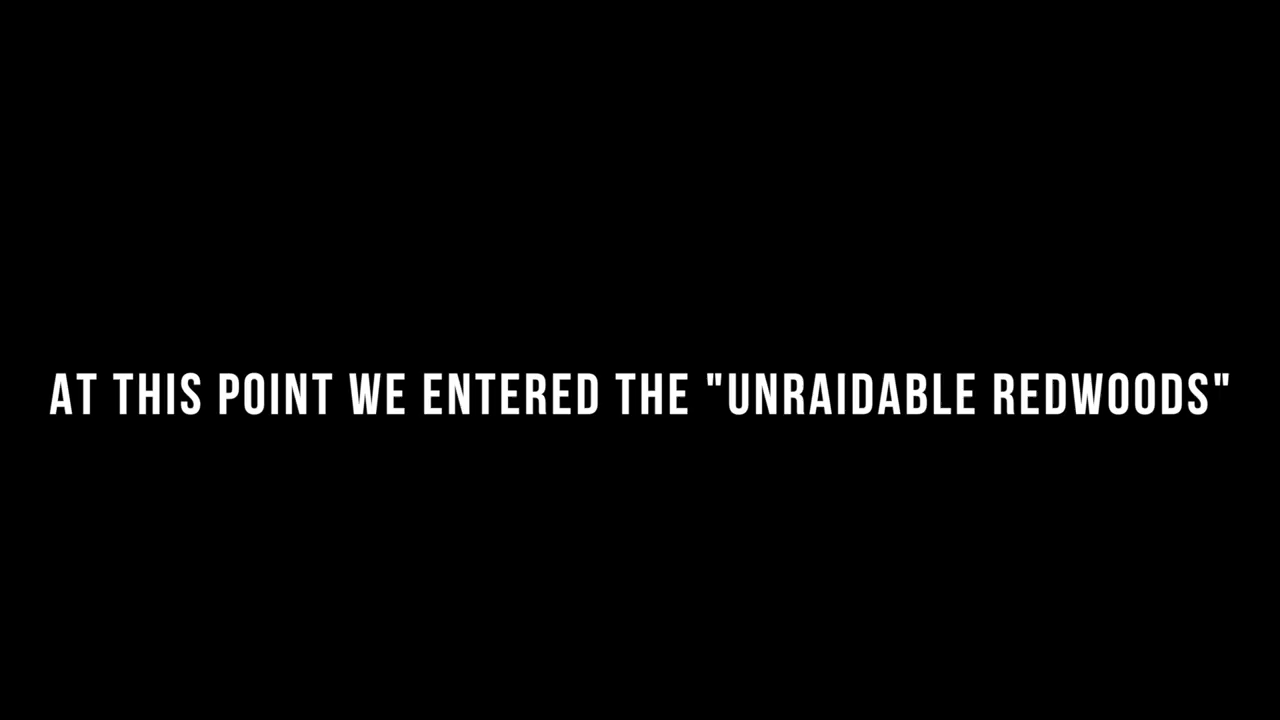 AT THIS POINT WE ENTERED THE "UNRAIDABLE REDWOODS"